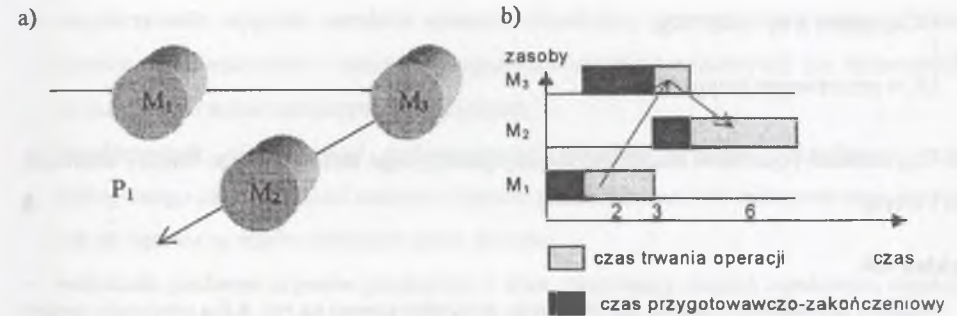 a)
M₁
M₃
M₂
P₁
b)
zasoby
M₃
M₂
M₁
2 3 6
czas trwania operacji
czas
czas przygotowawczo-zakończeniowy